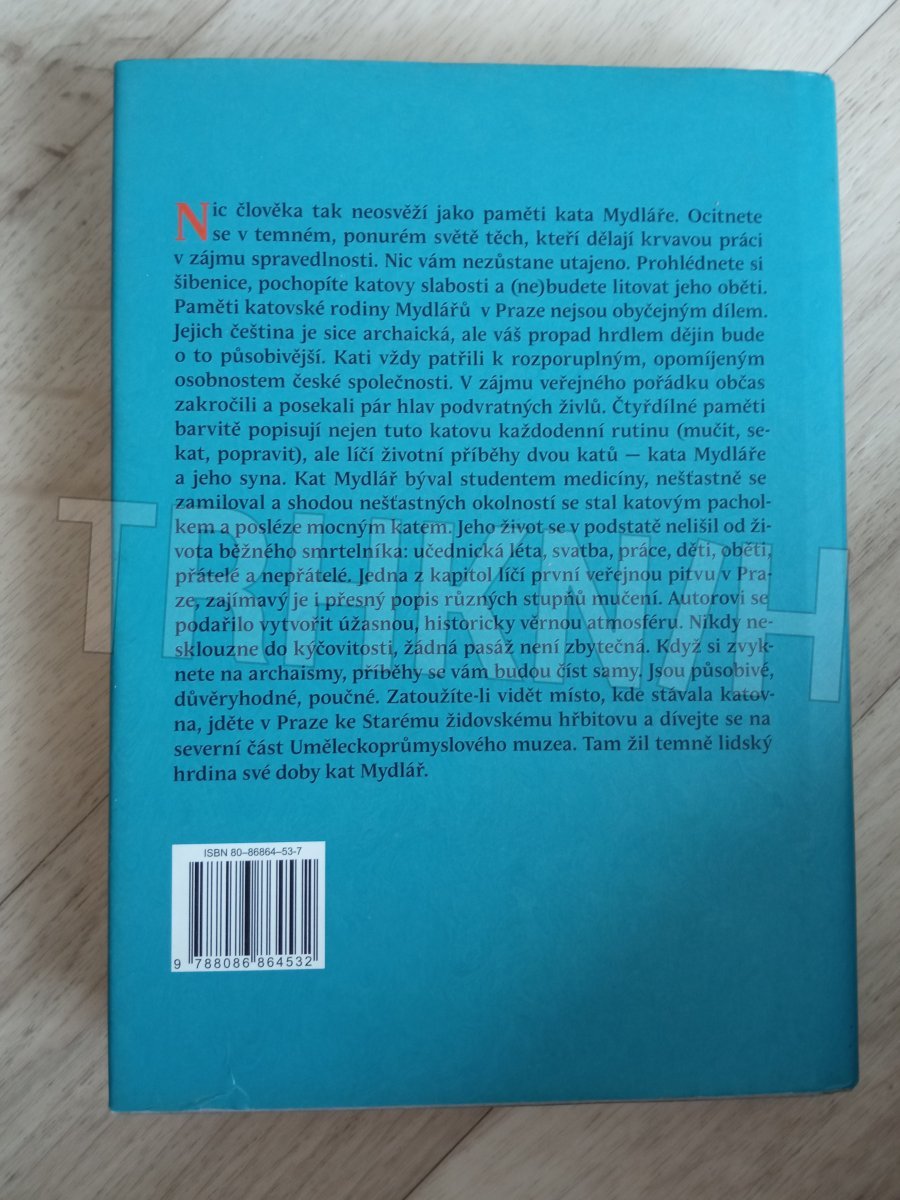 Nic člověka tak neosvěží jako paměti kata Mydláře. Ocitnete
se v temném, ponurém světě těch, kteří dělají krvavou práci
v zájmu spravedlnosti. Nic vám nezůstane utajeno. Prohlédnete si
šibenice, pochopíte katovy slabosti a (ne)budete litovat jeho oběti.
Paměti katovské rodiny Mydlářů v Praze nejsou obyčejným dílem.
Jejich čeština je sice archaická, ale váš propad hrdlem dějin bude
o to působivější. Kati vždy patřili k rozporuplným, opomíjeným
osobnostem české společnosti. V zájmu veřejného pořádku občas
zakročili a posekali pár hlav podvratných živlů. Čtyřdílné paměti
barvitě popisují nejen tuto katovu každodenní rutinu (mučit, se-
kat, popravit), ale líčí životní příběhy dvou katů — kata Mydláře
a jeho syna. Kat Mydlář býval studentem medicíny, nešťastně se
zamiloval a shodou nešťastných okolností se stal katovým pachol-
kem a posléze mocným katem. Jeho život se v podstatě nelišil od ži-
vota běžného smrtelníka: učednická léta, svatba, práce, děti, oběti,
přátelé a nepřátelé. Jedna z kapitol líčí první veřejnou pitvu v Pra-
ze, zajímavý je i přesný popis různých stupňů mučení. Autorovi se
podařilo vytvořit úžasnou, historicky věrnou atmosféru. Nikdy ne-
sklouzne do kýčovitosti, žádná pasáž není zbytečná. Když si zvyk-
nete na archaismy, příběhy se vám budou číst samy. Jsou působivé,
důvěryhodné, poučné. Zatoužíte-li vidět místo, kde stávala katov-
na, jděte v Praze ke Starému židovskému hřbitovu a dívejte se na
severní část Uměleckoprůmyslového muzea. Tam žil temně lidský
hrdina své doby kat Mydlář.
TRHKNIH
ISBN 80–86864–53–7
9 788086 864532